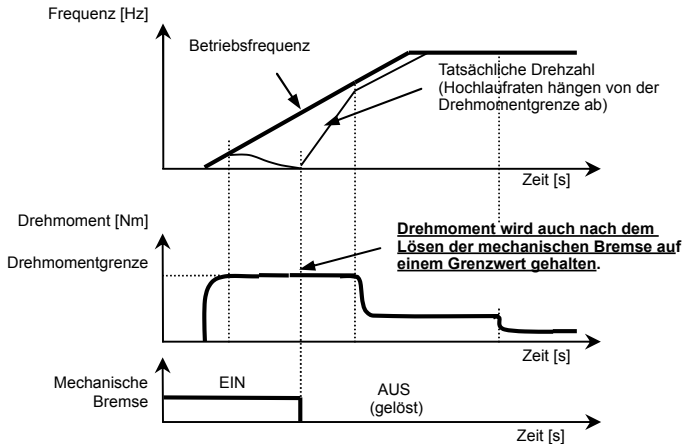 Frequenz [Hz]
Betriebsfrequenz
Tatsächliche Drehzahl
(Hochlaufraten hängen von der
Drehmomentgrenze ab)
Zeit [s]
Drehmoment [Nm]
Drehmomentgrenze
Drehmoment wird auch nach dem
Lösen der mechanischen Bremse auf
einem Grenzwert gehalten.
Zeit [s]
Mechanische
Bremse
EIN
AUS
(gelöst)
Zeit [s]